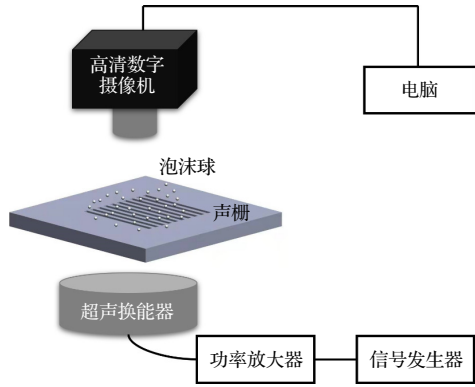 高清数字
摄像机
电脑
泡沫球
声栅
超声换能器
功率放大器
信号发生器